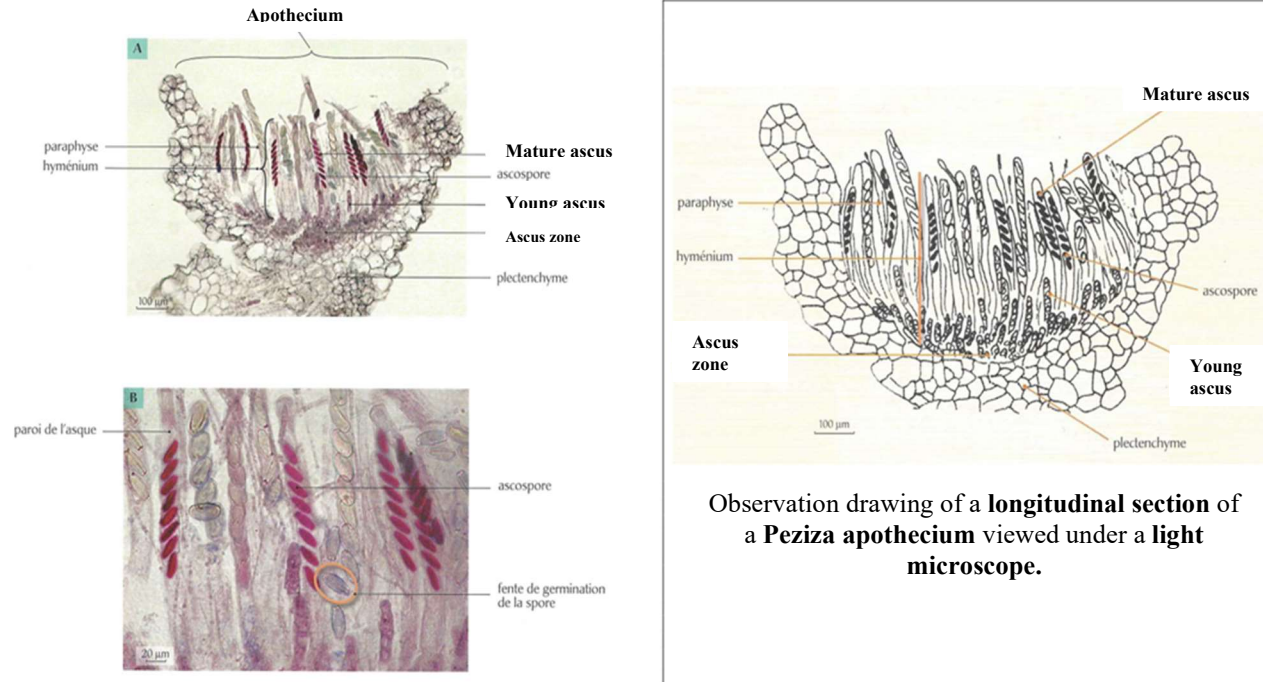 Apothecium
A
paraphyse
hyménium
Mature ascus
ascospore
Young ascus
Ascus zone
plectenchyme
100 µm
B
paroi de l'asque
ascospore
fente de germination
de la spore
20 µm
Mature ascus
paraphyse
hyménium
ascospore
Ascus
zone
Young
ascus
100 µm
plectenchyme
Observation drawing of a longitudinal section of
a Peziza apothecium viewed under a light
microscope.